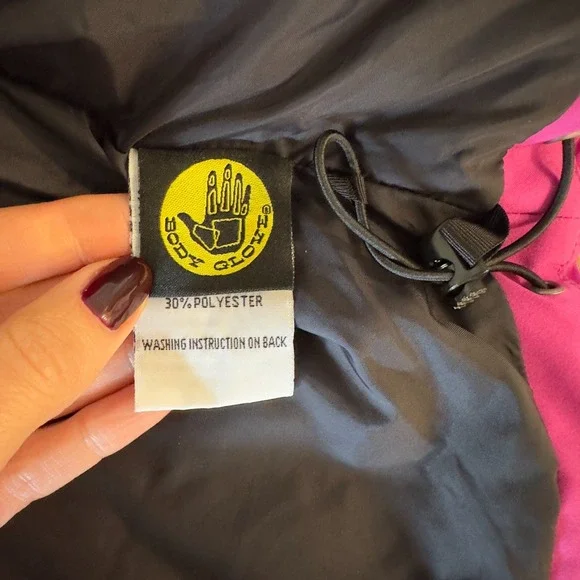 BODY GLOVE®
30% POLYESTER
WASHING INSTRUCTION ON BACK